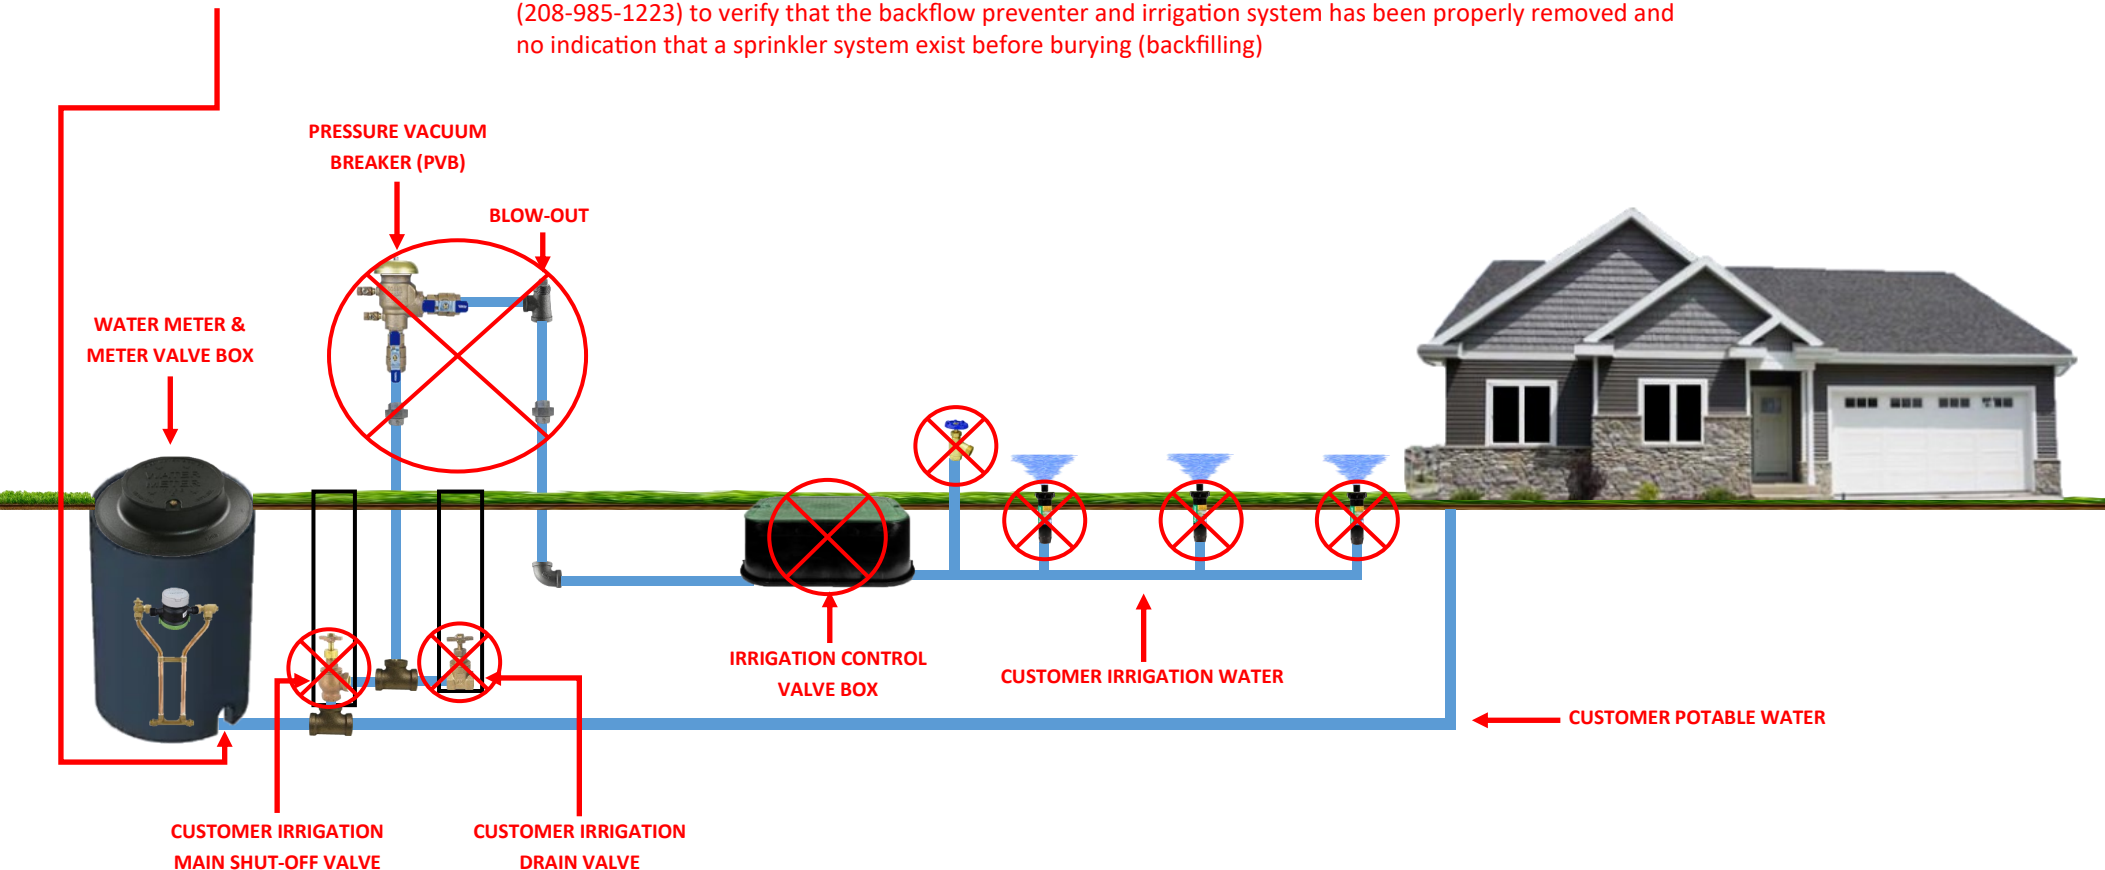 (208-985-1223) to verify that the backflow preventer and irrigation system has been properly removed and
no indication that a sprinkler system exist before burying (backfilling)
PRESSURE VACUUM
BREAKER (PVB)
BLOW-OUT
WATER METER &
METER VALVE BOX
WATER
METER
IRRIGATION CONTROL
VALVE BOX
CUSTOMER IRRIGATION WATER
CUSTOMER POTABLE WATER
CUSTOMER IRRIGATION
MAIN SHUT-OFF VALVE
CUSTOMER IRRIGATION
DRAIN VALVE